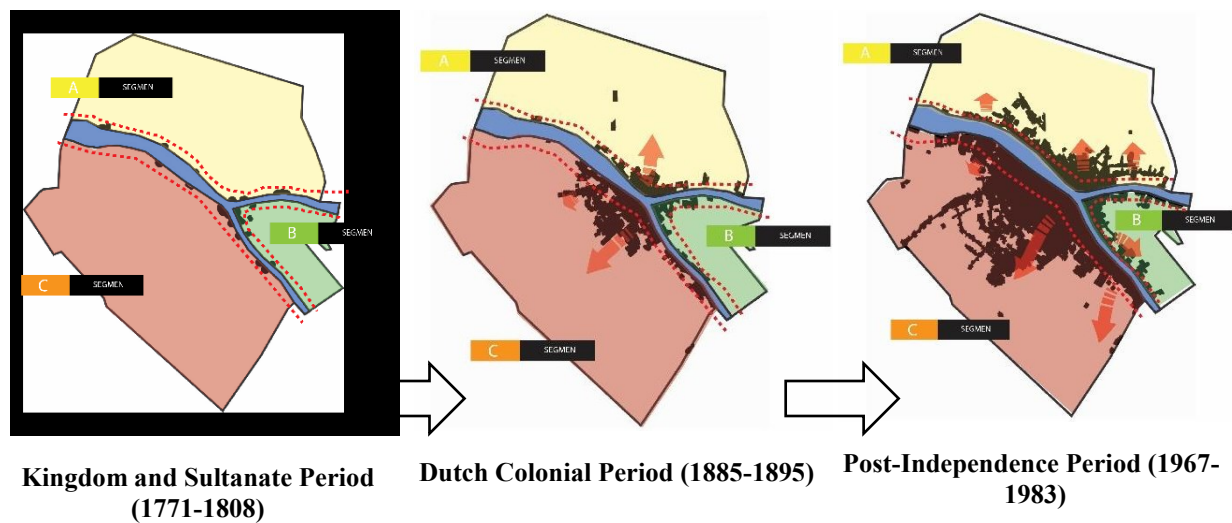 A SEGMEN
B SEGMEN
C SEGMEN
A SEGMEN
B SEGMEN
C SEGMEN
A SEGMEN
B SEGMEN
C SEGMEN
Kingdom and Sultanate Period
(1771-1808)
Dutch Colonial Period (1885-1895)
Post-Independence Period (1967-
1983)